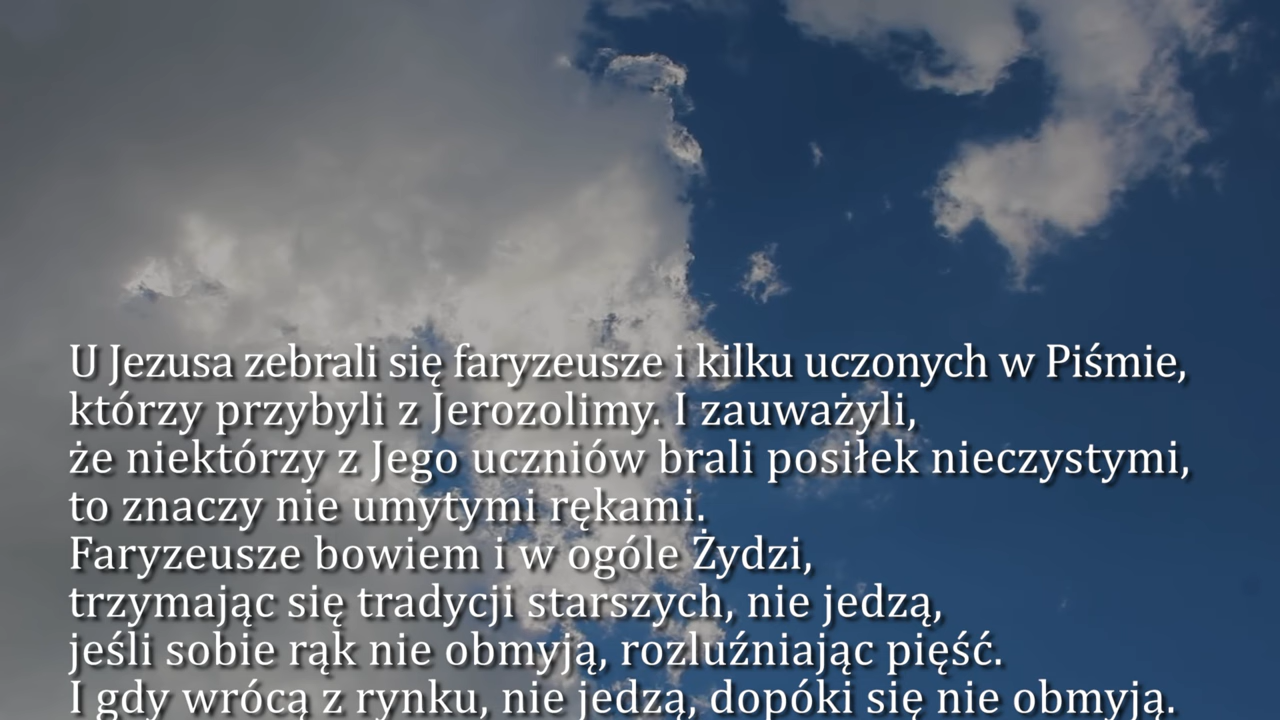 U Jezusa zebrali się faryzeusze i kilku uczonych w Piśmie,
którzy przybyli z Jerozolimy. I zauważyli,
że niektórzy z Jego uczniów brali posiłek nieczystymi,
to znaczy nie umytymi rękami.
Faryzeusze bowiem i w ogóle Żydzi,
trzymając się tradycji starszych, nie jedzą,
jeśli sobie rąk nie obmyją, rozluźniając pięść.
I gdy wrócą z rynku, nie jedzą, dopóki się nie obmyją.